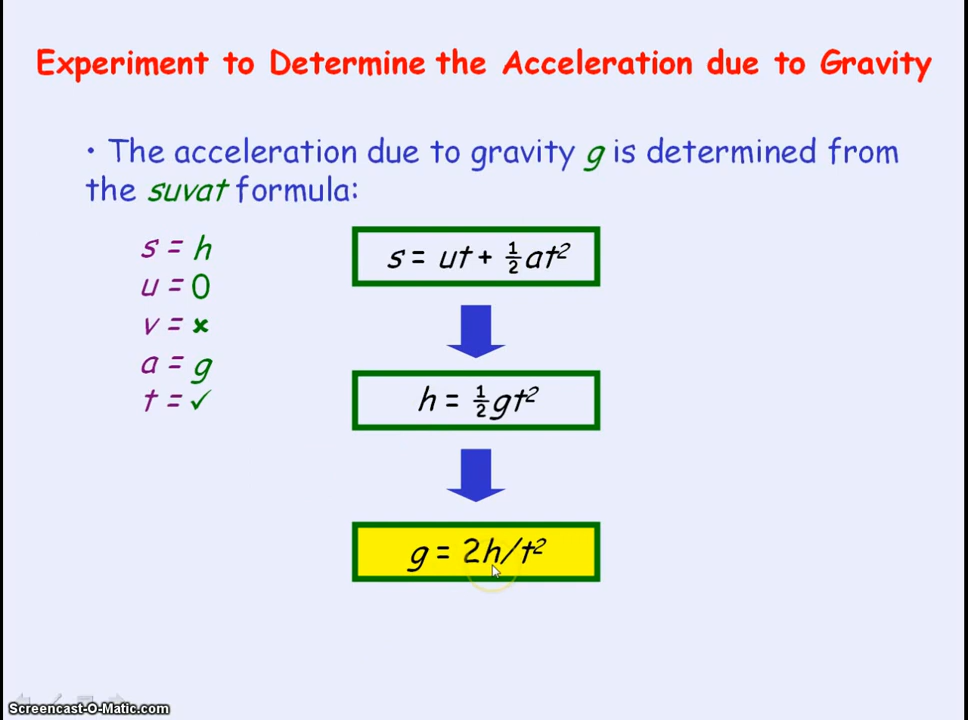 Experiment to Determine the Acceleration due to Gravity
• The acceleration due to gravity g is determined from
the suvat formula:
s = h
u = 0
v = ×
a = g
t = ✓
s = ut + ½at²
h = ½gt²
g = 2h/t²
Screencast-O-Matic.com